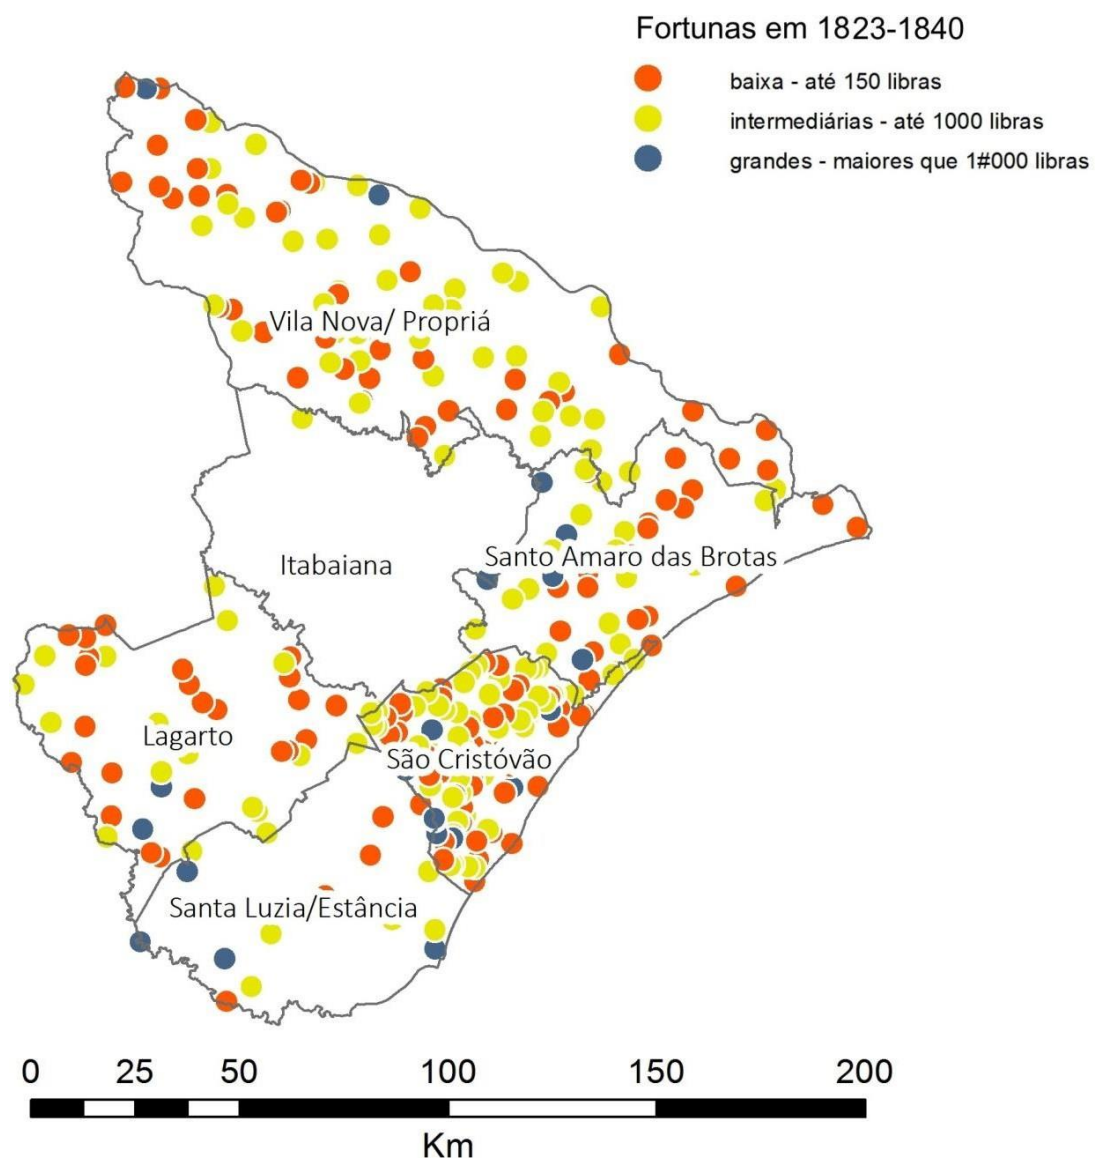 Fortunas em 1823-1840
baixa - até 150 libras
intermediárias - até 1000 libras
grandes - maiores que 1#000 libras
Vila Nova/ Propriá
Santo Amaro das Brotas
Itabaiana
Lagarto
São Cristóvão
Santa Luzia/Estância
0 25 50 100 150 200
Km